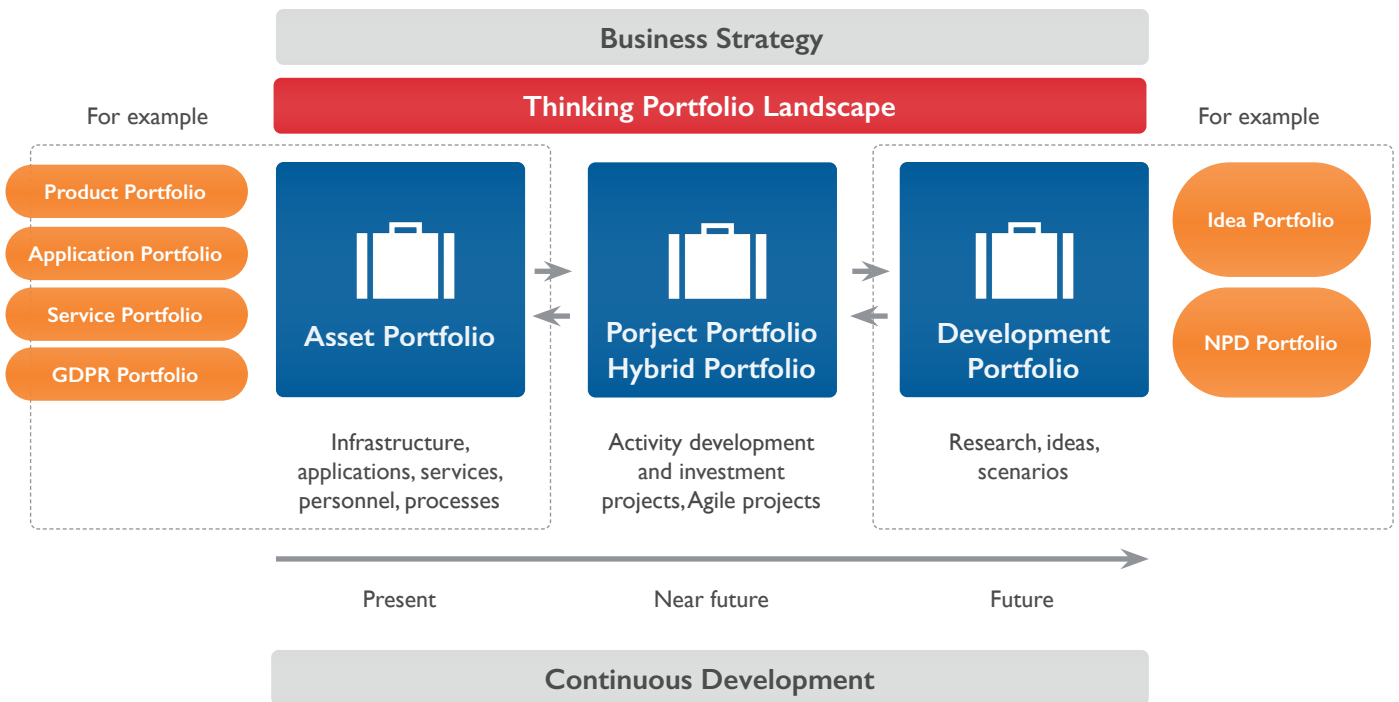 Business Strategy
Thinking Portfolio Landscape
For example
Product Portfolio
Application Portfolio
Service Portfolio
GDPR Portfolio
Asset Portfolio
Infrastructure,
applications, services,
personnel, processes
Porject Portfolio
Hybrid Portfolio
Activity development
and investment
projects, Agile projects
Development
Portfolio
Research, ideas,
scenarios
For example
Idea Portfolio
NPD Portfolio
Present
Near future
Future
Continuous Development